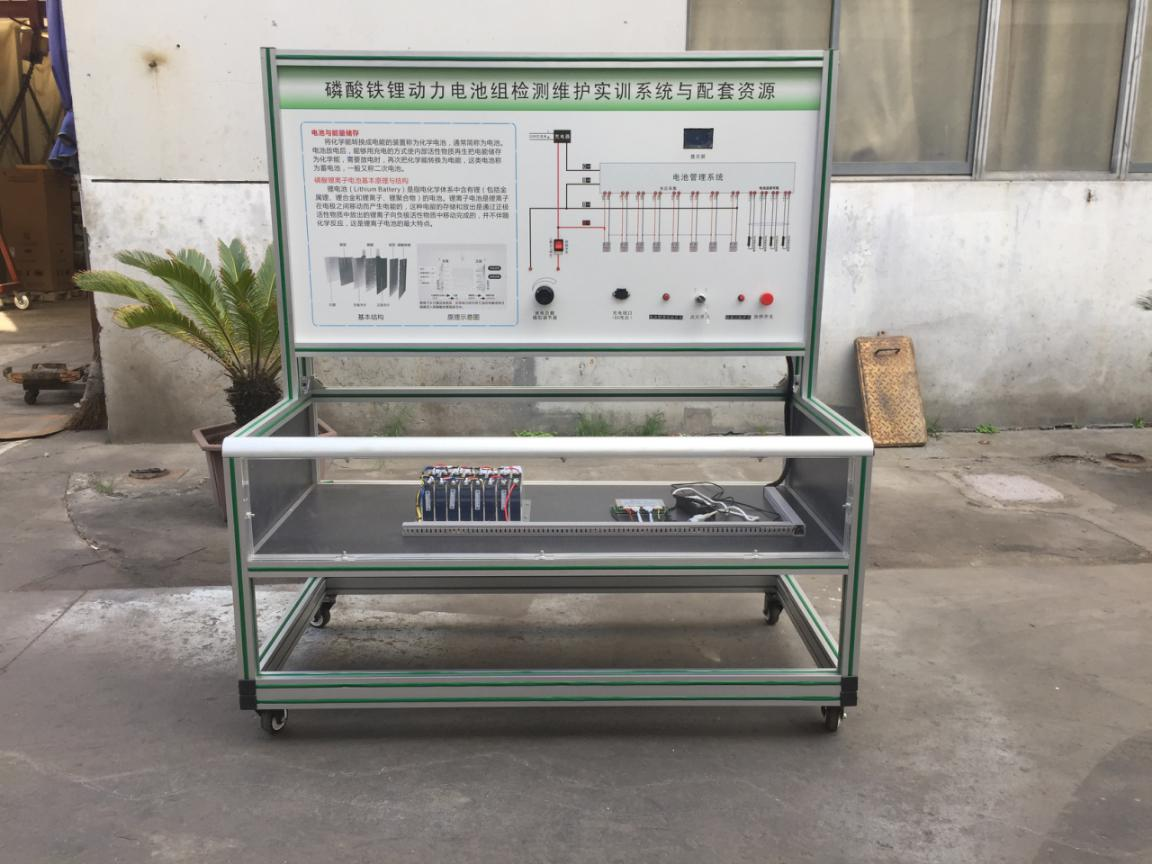 磷酸铁锂动力电池组检测维护实训系统与配套资源
电池与能量储存
将化学能转换成电能的装置称为化学电池，通常简称为电池。
电池放电后，能够用充电的方式使内部活性物质再生把电能储存
为化学能，需要放电时，再次把化学能转换为电能，这类电池称
为蓄电池，一般又称二次电池。
磷酸锂离子电池基本原理与结构
锂电池（Lithium Battery）是指电化学体系中含有锂（包括金
属锂、锂合金和锂离子、锂聚合物）的电池。锂离子电池是锂离子
在电极之间移动而产生电能的，这种电能的存储和放出是通过正极
活性物质中放出的锂离子向负极活性物质中移动完成的，并不伴随
化学反应，这是锂离子电池的最大特点。
基本结构
原理示意图
充电器
显示屏
电池管理系统
充电接口